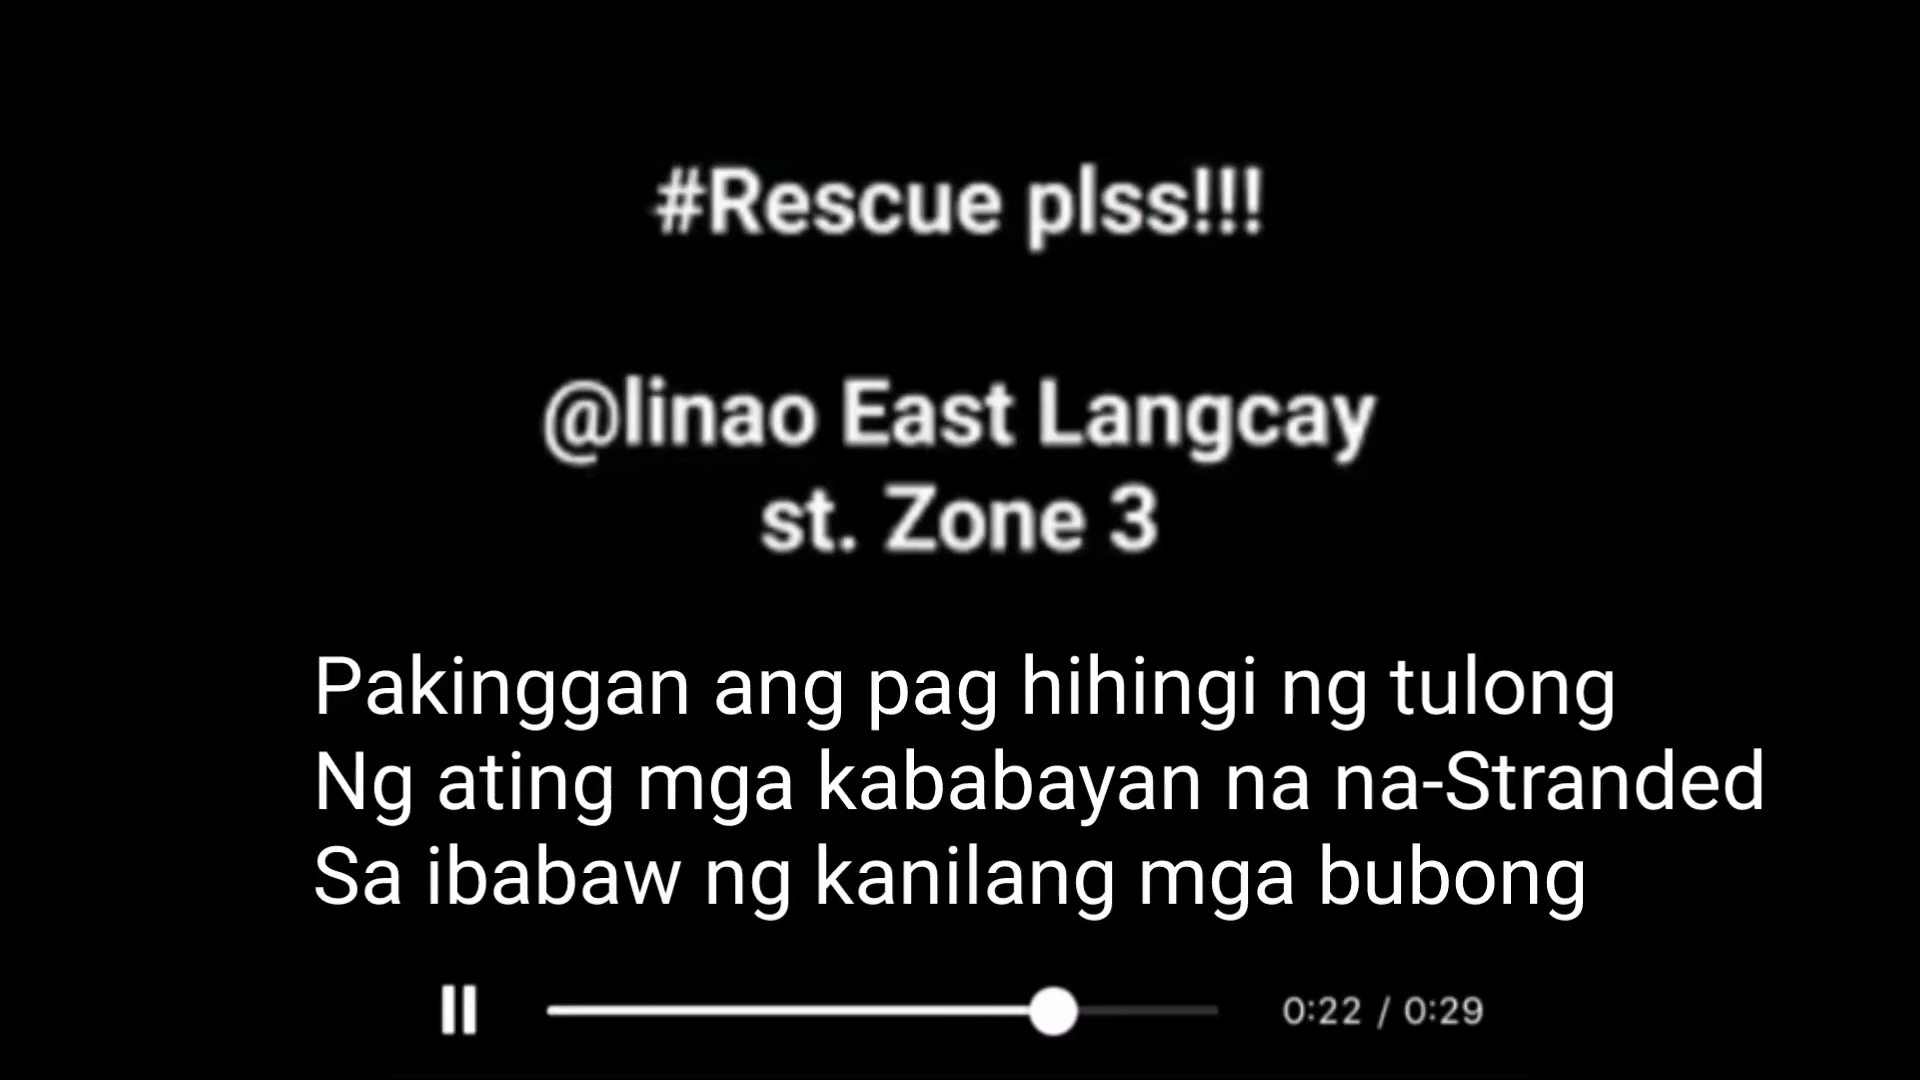 #Rescue plss!!!
@linao East Langcay
st. Zone 3
Pakinggan ang pag hihingi ng tulong
Ng ating mga kababayan na na-Stranded
Sa ibabaw ng kanilang mga bubong
0:22 / 0:29